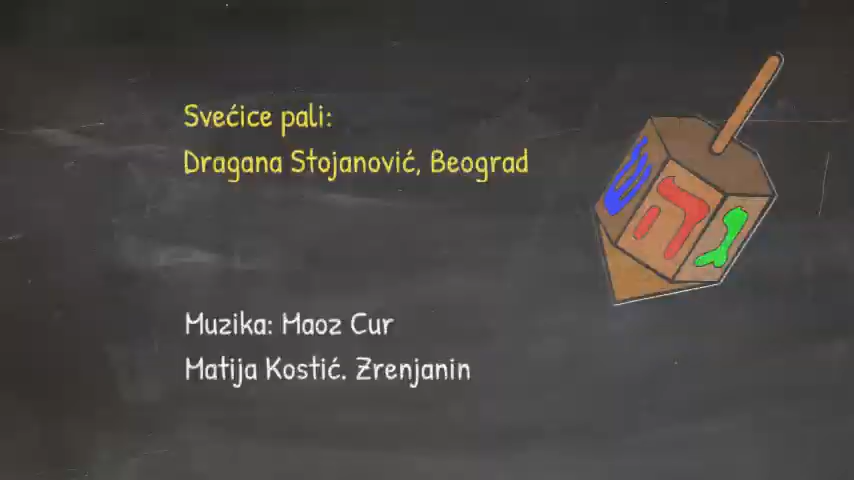 Svećice pali:
Dragana Stojanović, Beograd
ש ה ג
Muzika: Maoz Cur
Matija Kostić. Zrenjanin